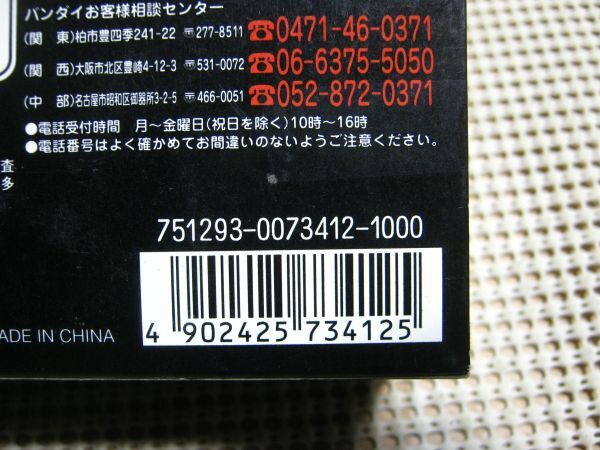 バンダイお客様相談センター
(関 東)柏市豊四季241-22 〒277-8511 ☎0471-46-0371
(関 西)大阪市北区豊崎4-12-3 〒531-0072 ☎06-6375-5050
(中 部)名古屋市昭和区御器所3-2-5 〒466-0051 ☎052-872-0371
●電話受付時間 月～金曜日(祝日を除く)10時～16時
●電話番号はよく確かめてお間違いのないようご注意ください。
査
多
751293-0073412-1000
4 902425 734125
ADE IN CHINA